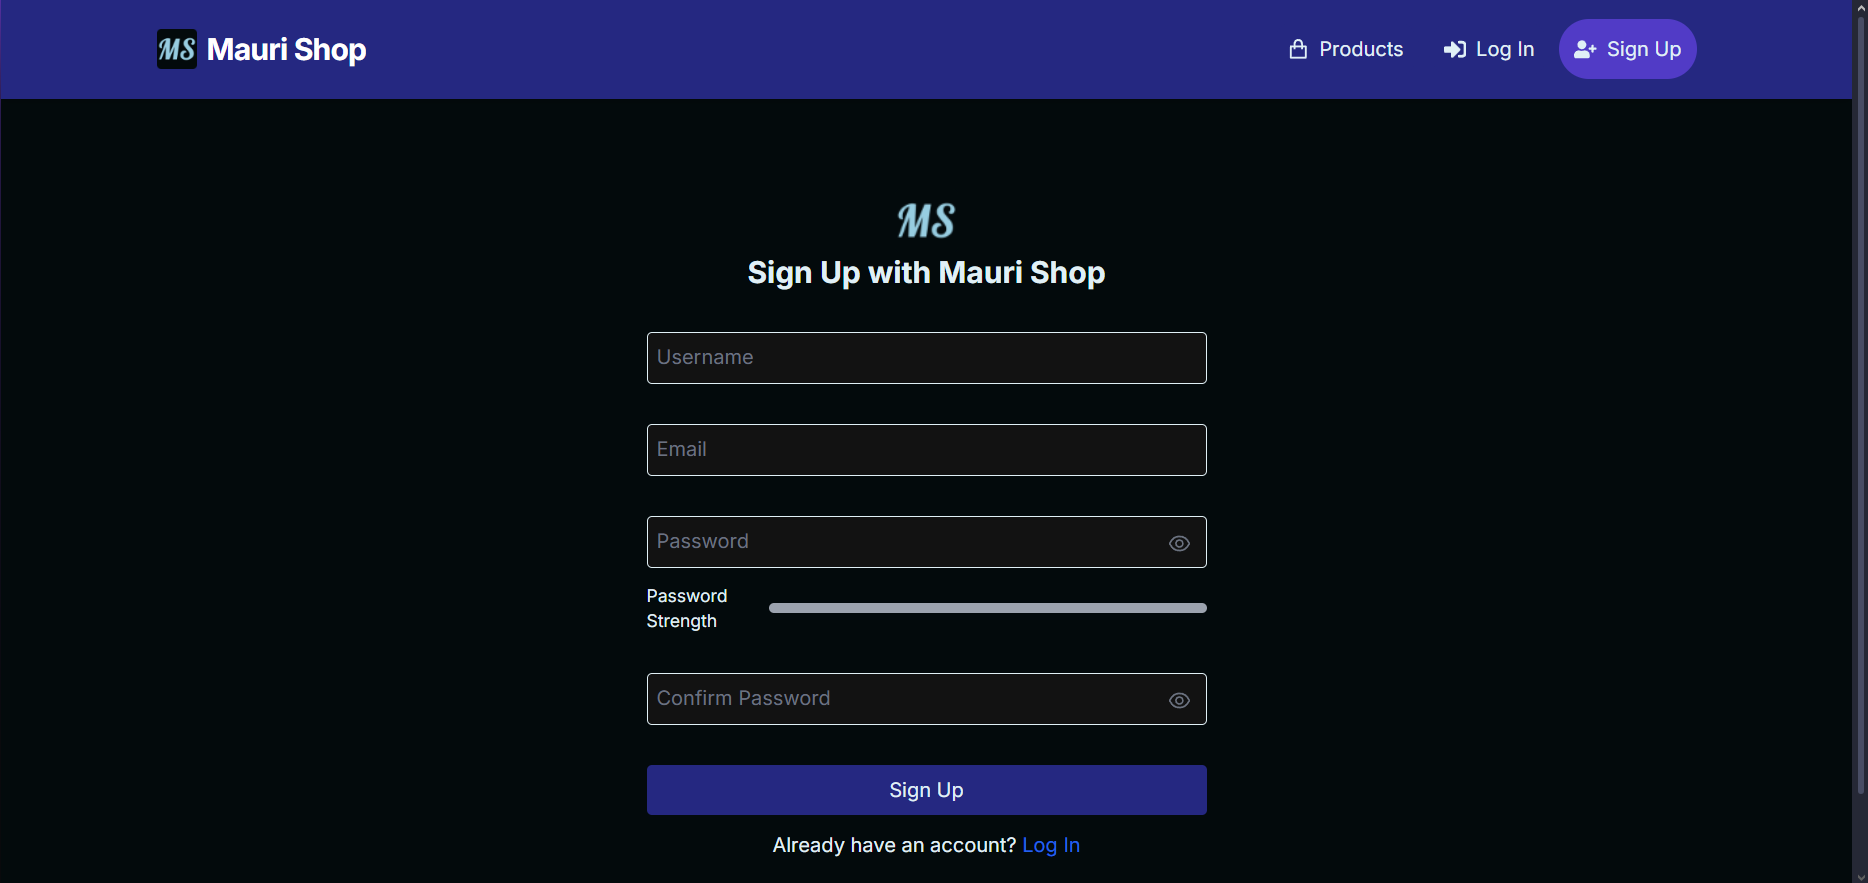 MS Mauri Shop
Products
Log In
Sign Up
MS
Sign Up with Mauri Shop
Username
Email
Password
Password
Strength
Confirm Password
Sign Up
Already have an account? Log In